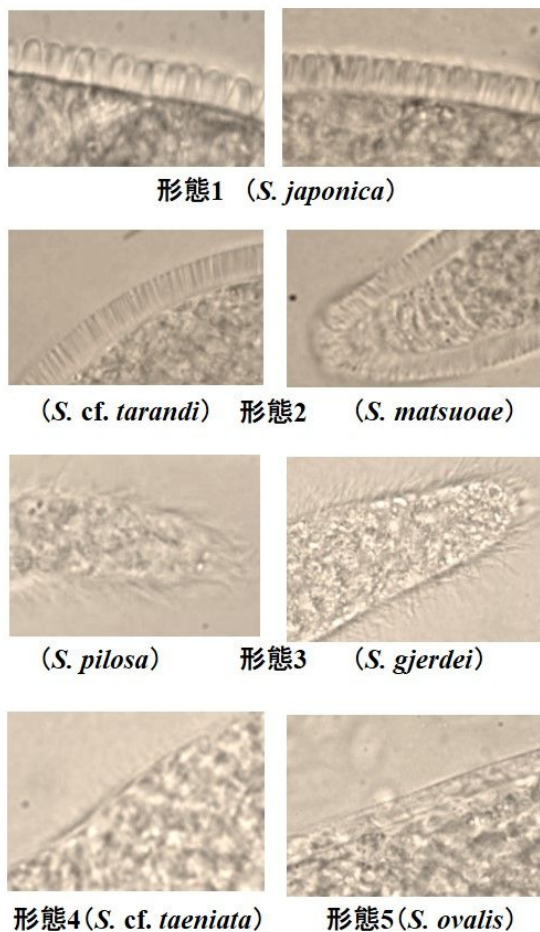 形態1 （S. japonica）
（S. cf. tarandi） 形態2 （S. matsuoae）
（S. pilosa） 形態3 （S. gjerdei）
形態4（S. cf. taeniata） 形態5（S. ovalis）